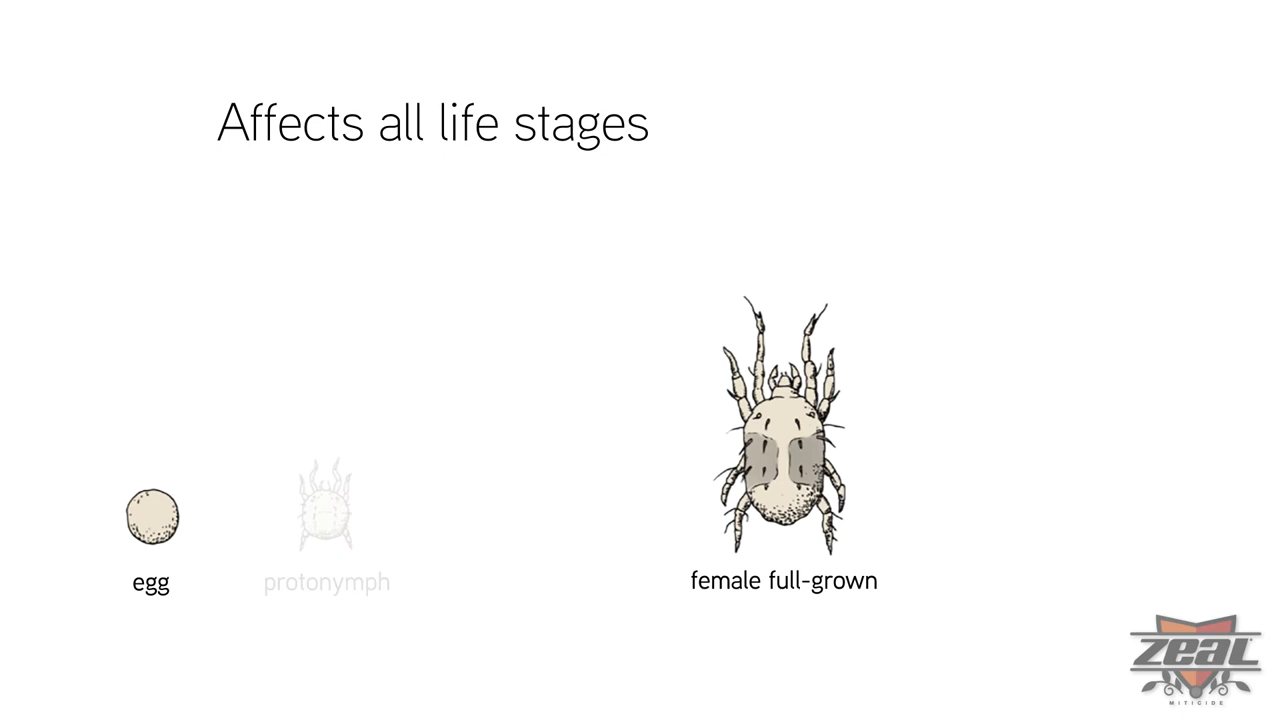 Affects all life stages
egg
protonymph
female full-grown
Zeal
MITICIDE